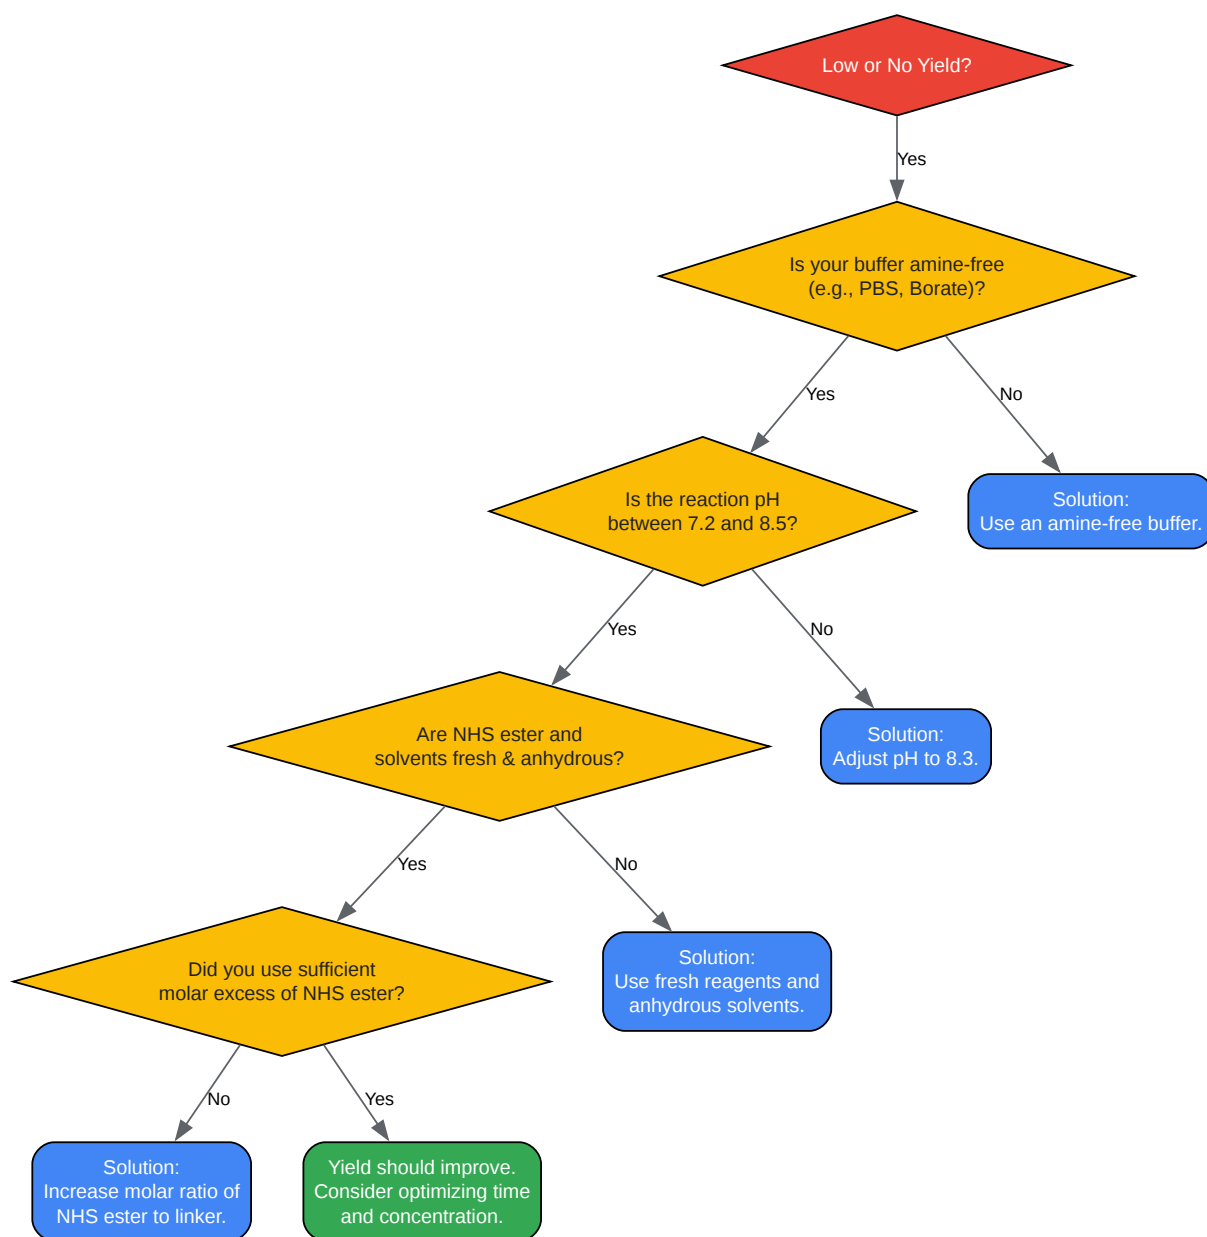 Low or No Yield?
Yes
Is your buffer amine-free
(e.g., PBS, Borate)?
Yes
No
Is the reaction pH
between 7.2 and 8.5?
Solution:
Use an amine-free buffer.
Yes
No
Are NHS ester and
solvents fresh & anhydrous?
Solution:
Adjust pH to 8.3.
Yes
No
Did you use sufficient
molar excess of NHS ester?
Solution:
Use fresh reagents and
anhydrous solvents.
No
Yes
Solution:
Increase molar ratio of
NHS ester to linker.
Yield should improve.
Consider optimizing time
and concentration.